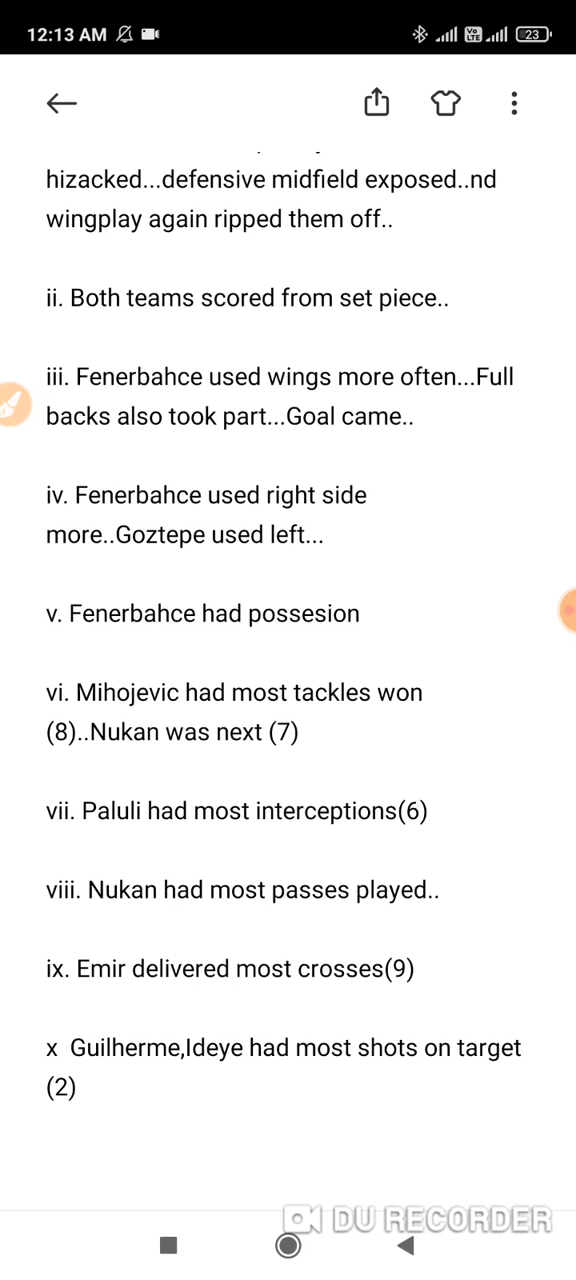 12:13 AM
Vo LTE
23
hizacked...defensive midfield exposed..nd
wingplay again ripped them off..
ii. Both teams scored from set piece..
iii. Fenerbahce used wings more often...Full
backs also took part...Goal came..
iv. Fenerbahce used right side
more..Goztepe used left...
v. Fenerbahce had possesion
vi. Mihojevic had most tackles won
(8)..Nukan was next (7)
vii. Paluli had most interceptions(6)
viii. Nukan had most passes played..
ix. Emir delivered most crosses(9)
x  Guilherme,Ideye had most shots on target
(2)
DU RECORDER